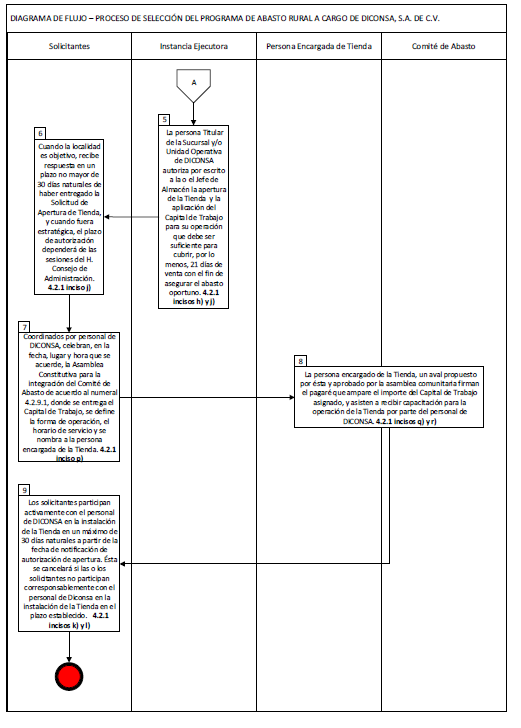 DIAGRAMA DE FLUJO – PROCESO DE SELECCIÓN DEL PROGRAMA DE ABASTO RURAL A CARGO DE DICONSA, S.A. DE C.V.
Solicitantes
Instancia Ejecutora
Persona Encargada de Tienda
Comité de Abasto
A
5
La persona Titular
de la Sucursal y/o
Unidad Operativa
de DICONSA
autoriza por escrito
a la o el Jefe de
Almacén la apertura
de la Tienda y la
aplicación del
Capital de Trabajo
para su operación
que debe ser
suficiente para
cubrir, por lo
menos, 21 días de
venta con el fin de
asegurar el abasto
oportuno. 4.2.1
incisos h) y j)
6
Cuando la localidad
es objetivo, recibe
respuesta en un
plazo no mayor de
30 días naturales de
haber entregado la
Solicitud de
Apertura de Tienda,
y cuando fuera
estratégica, el plazo
de autorización
dependerá de las
sesiones del H.
Consejo de
Administración.
4.2.1 inciso j)
7
Coordinados por personal de
DICONSA, celebran, en la
fecha, lugar y hora que se
acuerde, la Asamblea
Constitutiva para la
integración del Comité de
Abasto de acuerdo al numeral
4.2.9.1, donde se entrega el
Capital de Trabajo, se define
la forma de operación, el
horario de servicio y se
nombra a la persona
encargada de la Tienda. 4.2.1
inciso p)
8
La persona encargado de la Tienda, un aval propuesto
por ésta y aprobado por la asamblea comunitaria firman
el pagaré que ampare el importe del Capital de Trabajo
asignado, y asisten a recibir capacitación para la
operación de la Tienda por parte del personal de
DICONSA. 4.2.1 incisos q) y r)
9
Los solicitantes participan
activamente con el personal
de DICONSA en la instalación
de la Tienda en un máximo de
30 días naturales a partir de la
fecha de notificación de
autorización de apertura. Ésta
se cancelará si las o los
solicitantes no participan
corresponsablemente con el
personal de Diconsa en la
instalación de la Tienda en el
plazo establecido. 4.2.1
incisos k) y l)